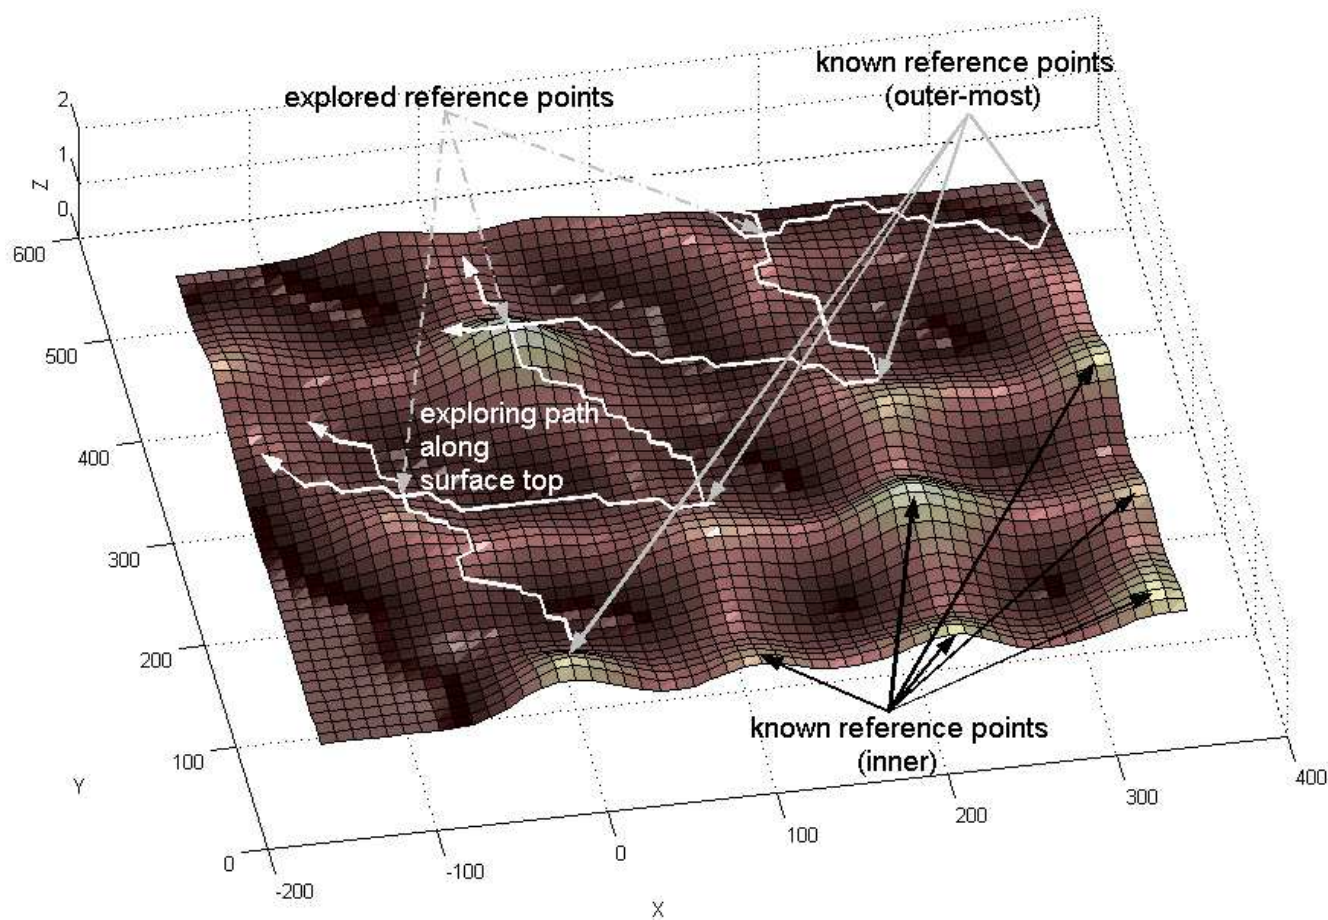 known reference points
(outer-most)
explored reference points
2
1
0
Z
600
500
400
300
200
100
0
Y
exploring path
along
surface top
known reference points
(inner)
-200
-100
0
100
200
300
400
X